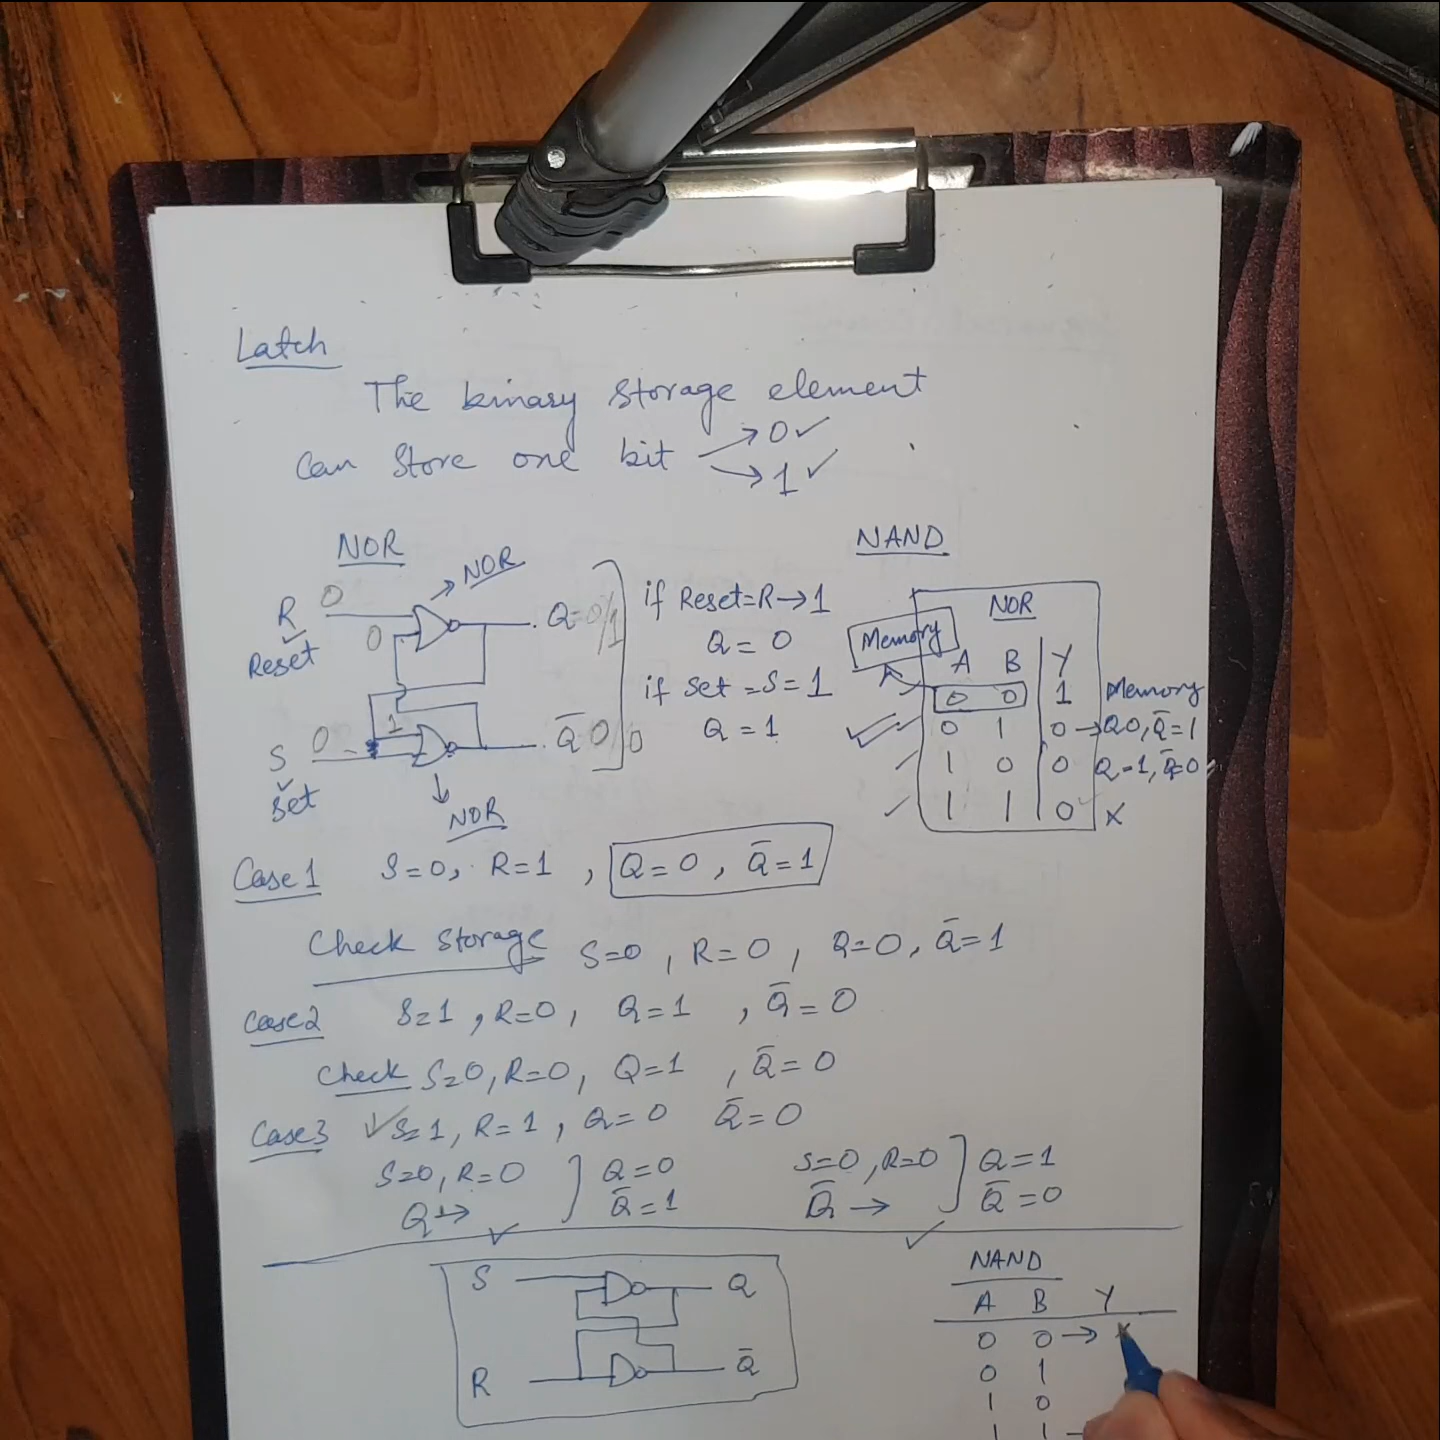 Latch
The binary storage element
can store one bit → 0 ✓
→ 1 ✓
NOR
→ NOR
R 0
Reset
0
Q = 0/1
S 0
Set
1
Q̅ 0/0
↓
NOR
if Reset=R→1
Q = 0
if Set =S=1
Q = 1
NAND
Memory
NOR
A B Y
0 0 1 Memory
0 1 0 → Q0, Q̅=1
1 0 0 Q=1, Q̅=0
1 1 0 X
Case1 S=0, R=1, Q=0, Q̅=1
Check Storage S=0, R=0, Q=0, Q̅=1
Case2 S=1, R=0, Q=1, Q̅=0
Check S=0, R=0, Q=1, Q̅=0
Case3 ✓S=1, R=1, Q=0 Q̅=0
S=0, R=0 ] Q=0
Q → Q̅=1
S=0, R=0 ] Q=1
Q̅ → Q̅=0
S Q
R Q̅
NAND
A B Y
0 0 → X
0 1
1 0
1 1 -